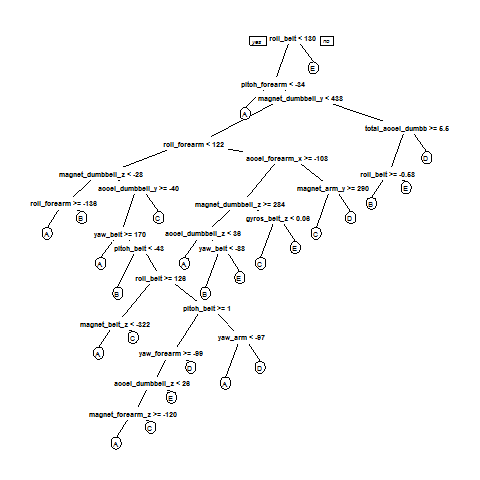 yes roll_belt < 130 no
E
pitch_forearm < -34
A
magnet_dumbbell_y < 438
total_accel_dumbb >= 5.5
roll_forearm < 122
D
accel_forearm_x >= -108
magnet_dumbbell_z < -28
roll_belt >= -0.58
accel_dumbbell_y >= -40
magnet_arm_y >= 290
E
roll_forearm >= -136
magnet_dumbbell_z >= 284
B
B
C
gyros_belt_z < 0.06
D
A
yaw_belt >= 170
accel_dumbbell_z < 36
C
pitch_belt < -43
yaw_belt < -88
E
A
A
C
roll_belt >= 126
E
B
B
pitch_belt >= 1
magnet_belt_z < -322
C
yaw_arm < -97
A
yaw_forearm >= -99
D
D
accel_dumbbell_z < 26
A
E
magnet_forearm_z >= -120
C
A